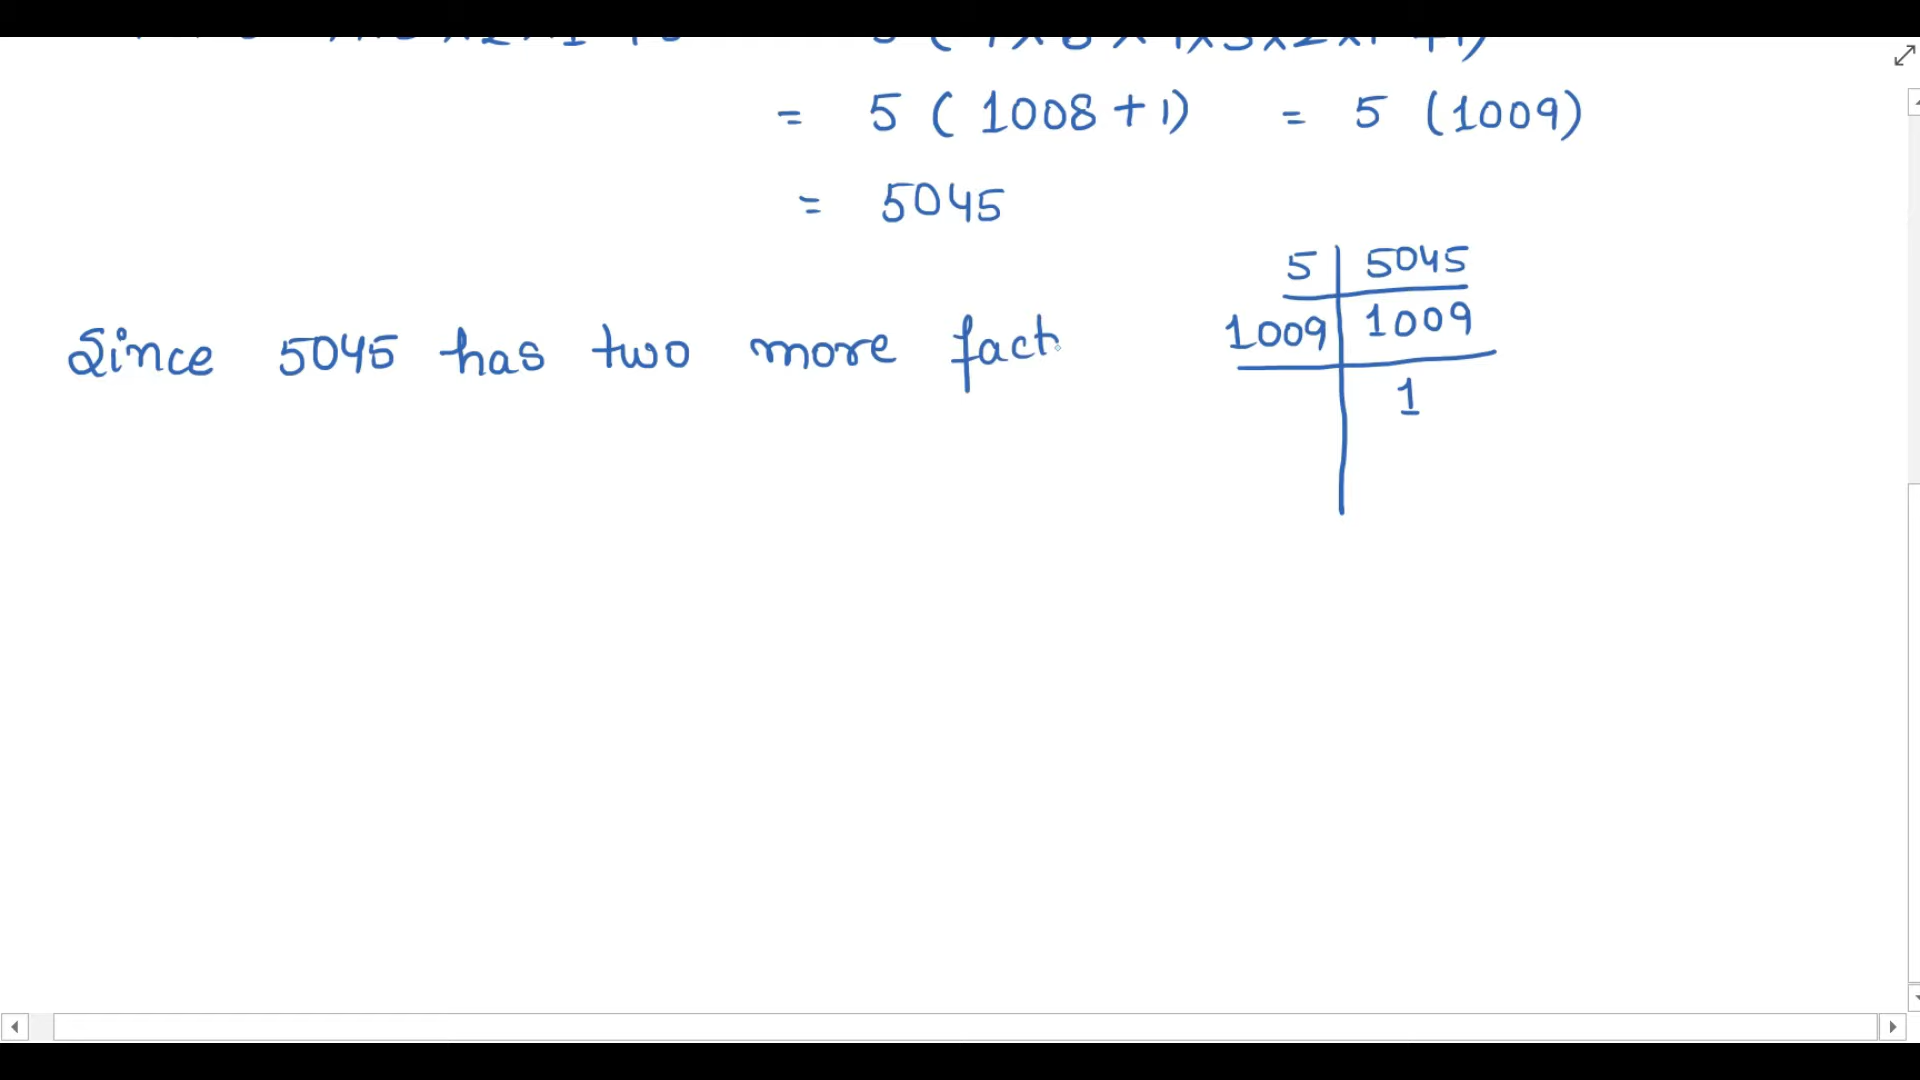 = 5 ( 1008 + 1) = 5 (1009)
= 5045
5 | 5045
1009 | 1009
1
Since 5045 has two more fact